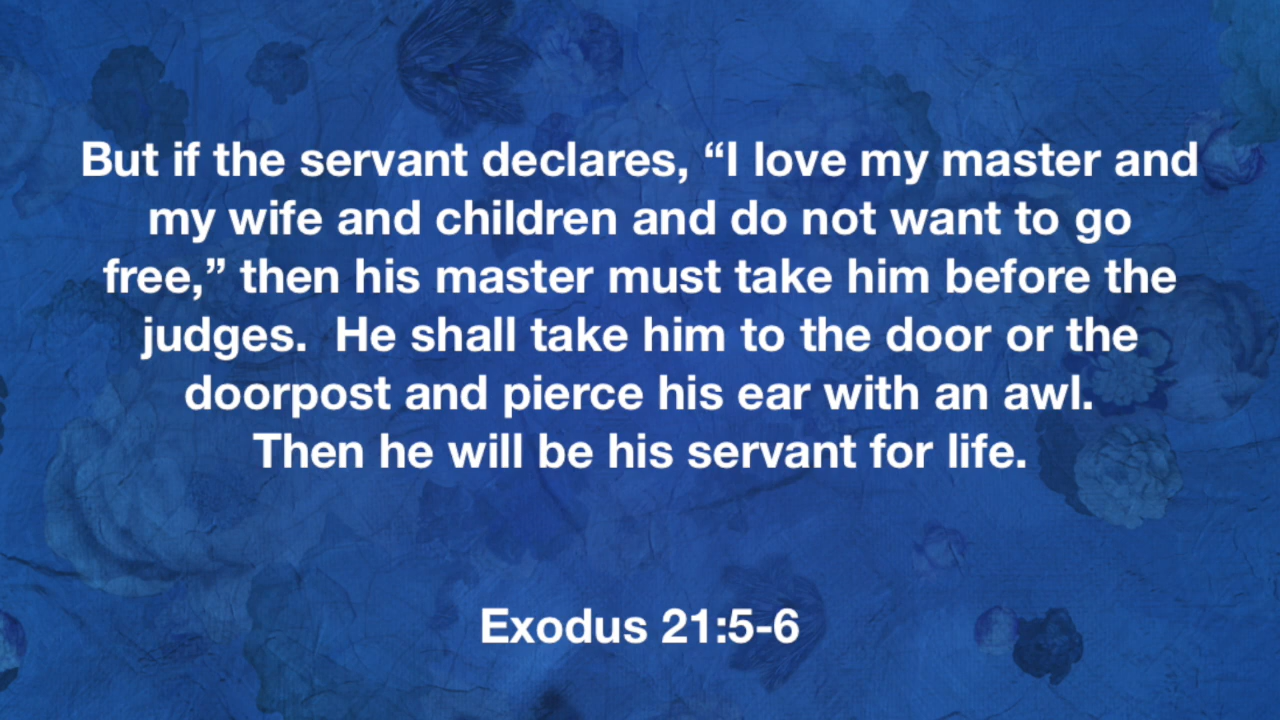 But if the servant declares, “I love my master and
my wife and children and do not want to go
free,” then his master must take him before the
judges.  He shall take him to the door or the
doorpost and pierce his ear with an awl.
Then he will be his servant for life.
Exodus 21:5-6